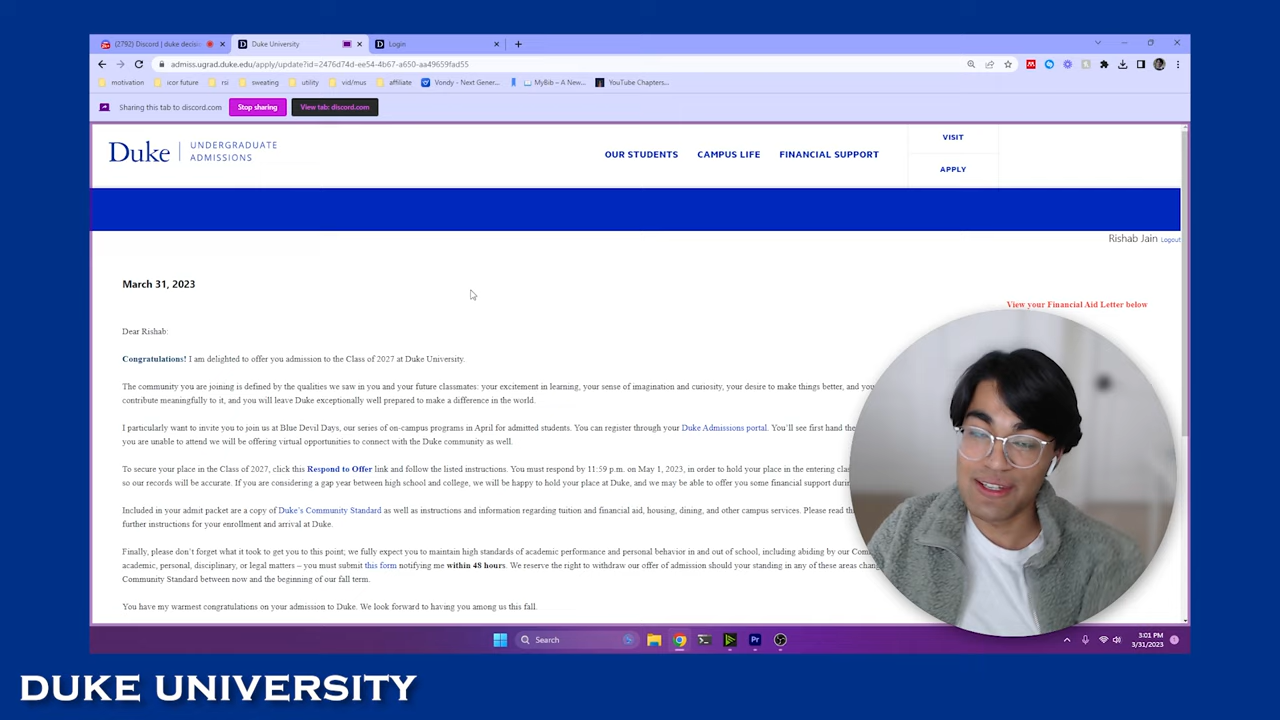 (2792) Discord | duke decisi
Duke University
Login
admiss.ugrad.duke.edu/apply/update?id=2476d74d-ee54-4b67-a650-aa49659fad55
motivation
icor future
rsi
sweating
utility
vid/mus
affiliate
Vondy - Next Gener...
MyBib – A New...
YouTube Chapters...
Sharing this tab to discord.com
Stop sharing
View tab: discord.com
Duke
UNDERGRADUATE
ADMISSIONS
OUR STUDENTS
CAMPUS LIFE
FINANCIAL SUPPORT
VISIT
APPLY
Rishab Jain Logout
March 31, 2023
View your Financial Aid Letter below
Dear Rishab:
Congratulations! I am delighted to offer you admission to the Class of 2027 at Duke University.
The community you are joining is defined by the qualities we saw in you and your future classmates: your excitement in learning, your sense of imagination and curiosity, your desire to make things better, and you
contribute meaningfully to it, and you will leave Duke exceptionally well prepared to make a difference in the world.
I particularly want to invite you to join us at Blue Devil Days, our series of on-campus programs in April for admitted students. You can register through your Duke Admissions portal. You'll see first hand the
you are unable to attend we will be offering virtual opportunities to connect with the Duke community as well.
To secure your place in the Class of 2027, click this Respond to Offer link and follow the listed instructions. You must respond by 11:59 p.m. on May 1, 2023, in order to hold your place in the entering clas
so our records will be accurate. If you are considering a gap year between high school and college, we will be happy to hold your place at Duke, and we may be able to offer you some financial support durin
Included in your admit packet are a copy of Duke's Community Standard as well as instructions and information regarding tuition and financial aid, housing, dining, and other campus services. Please read th
further instructions for your enrollment and arrival at Duke.
Finally, please don't forget what it took to get you to this point; we fully expect you to maintain high standards of academic performance and personal behavior in and out of school, including abiding by our Com
academic, personal, disciplinary, or legal matters – you must submit this form notifying me within 48 hours. We reserve the right to withdraw our offer of admission should your standing in any of these areas chan
Community Standard between now and the beginning of our fall term.
You have my warmest congratulations on your admission to Duke. We look forward to having you among us this fall.
Search
Pr
3:01 PM
3/31/2023
DUKE UNIVERSITY